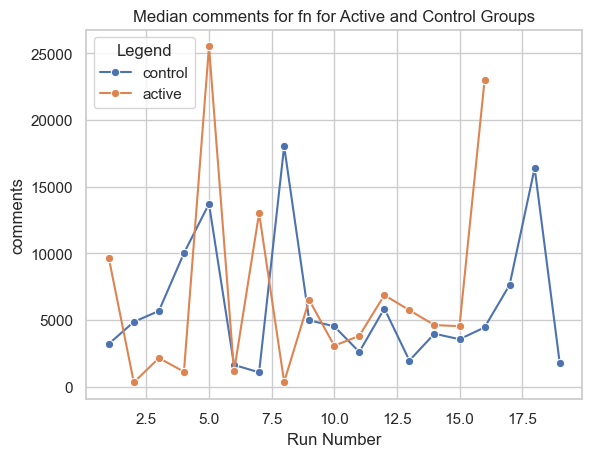 Median comments for fn for Active and Control Groups
Legend
control
active
comments
25000
20000
15000
10000
5000
0
2.5 5.0 7.5 10.0 12.5 15.0 17.5
Run Number